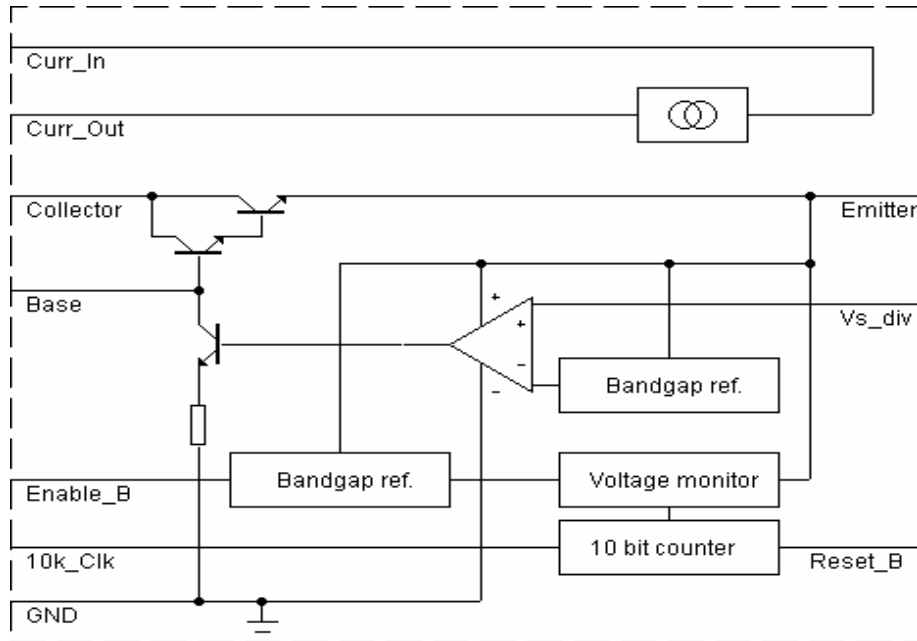 Curr_In
Curr_Out
Collector
Emitter
Base
+
Vs_div
+
−
Bandgap ref.
−
Bandgap ref.
Voltage monitor
Enable_B
10 bit counter
10k_Clk
Reset_B
GND